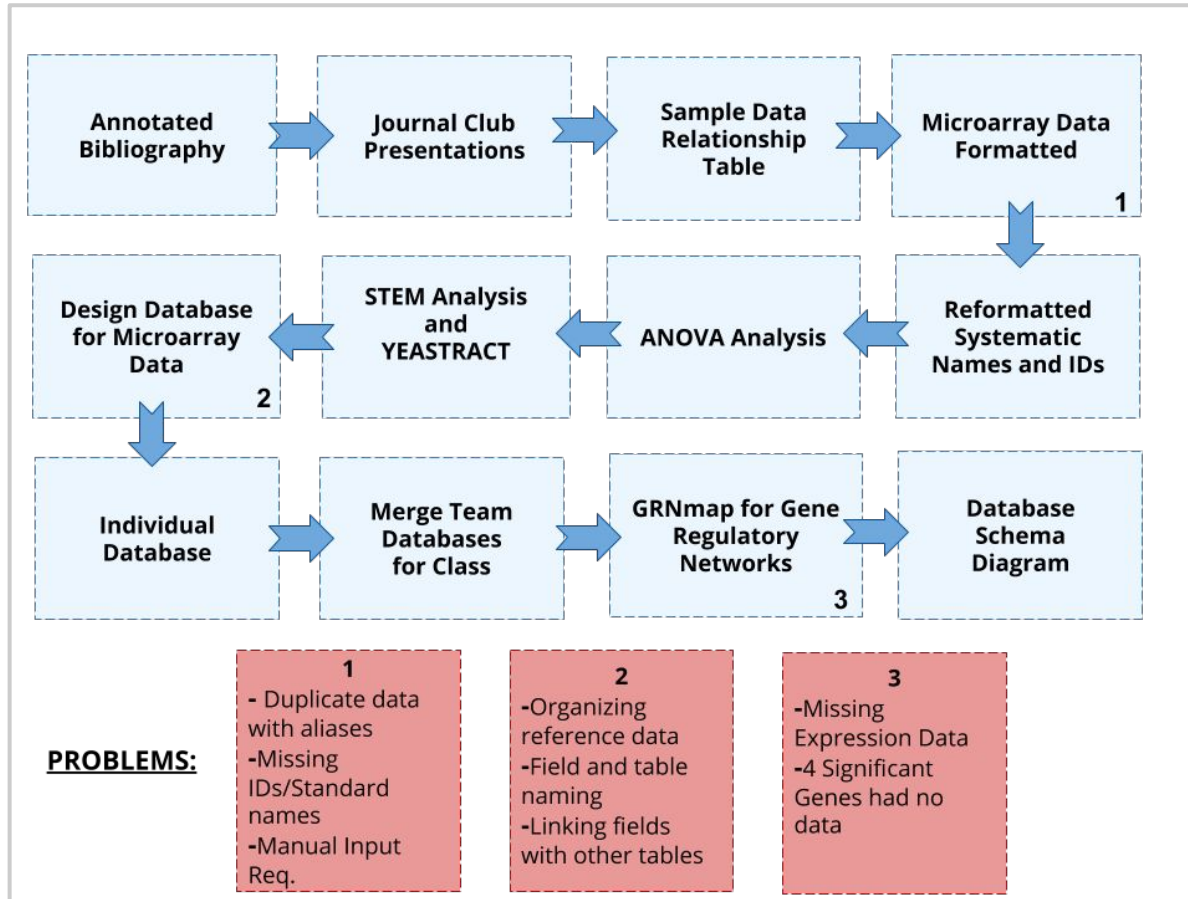 Annotated
Bibliography
Journal Club
Presentations
Sample Data
Relationship
Table
Microarray Data
Formatted
1
Reformatted
Systematic
Names and IDs
ANOVA Analysis
STEM Analysis
and
YEASTRACT
Design Database
for Microarray
Data
2
Individual
Database
Merge Team
Databases
for Class
GRNmap for Gene
Regulatory
Networks
3
Database
Schema
Diagram
PROBLEMS:
1
- Duplicate data
with aliases
-Missing
IDs/Standard
names
-Manual Input
Req.
2
-Organizing
reference data
-Field and table
naming
-Linking fields
with other tables
3
-Missing
Expression Data
-4 Significant
Genes had no
data